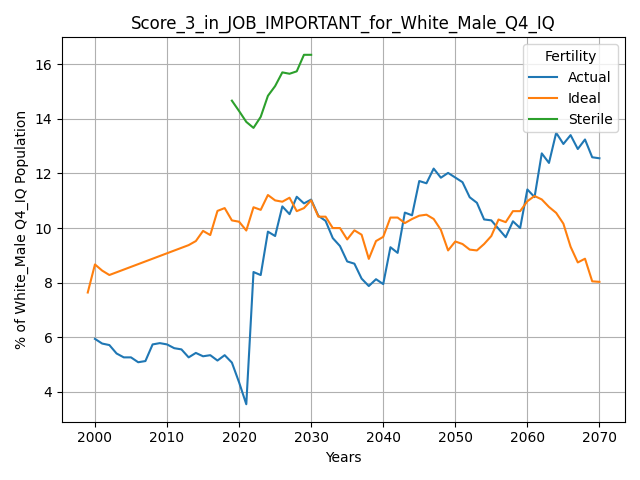 Score_3_in_JOB_IMPORTANT_for_White_Male_Q4_IQ
Fertility
Actual
Ideal
Sterile
% of White_Male Q4_IQ Population
16
14
12
10
8
6
4
2000 2010 2020 2030 2040 2050 2060 2070
Years